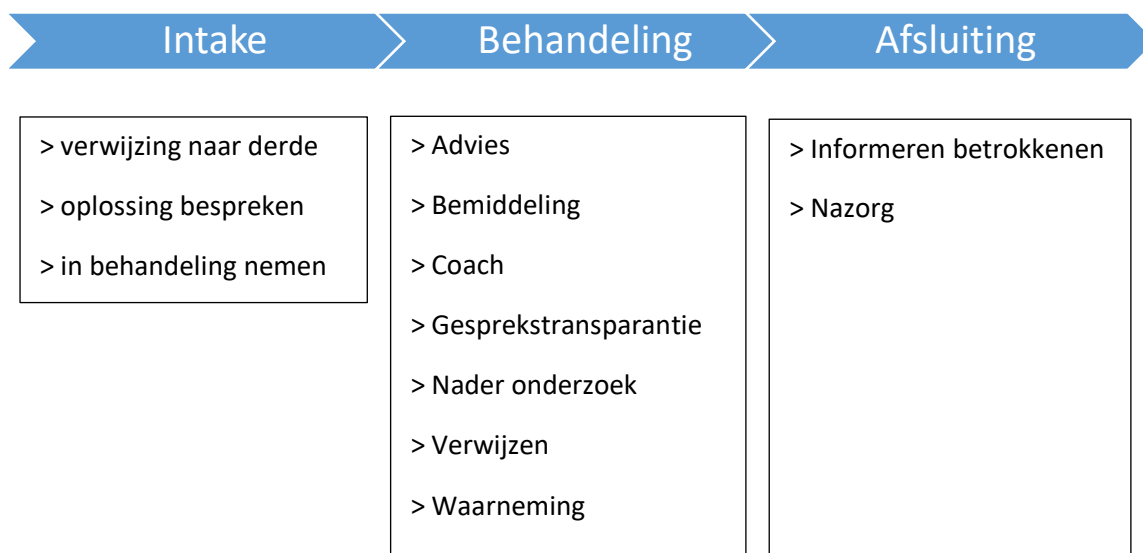 Intake
Behandeling
Afsluiting
> verwijzing naar derde
> oplossing bespreken
> in behandeling nemen
> Advies
> Bemiddeling
> Coach
> Gesprekstransparantie
> Nader onderzoek
> Verwijzen
> Waarneming
> Informeren betrokkenen
> Nazorg